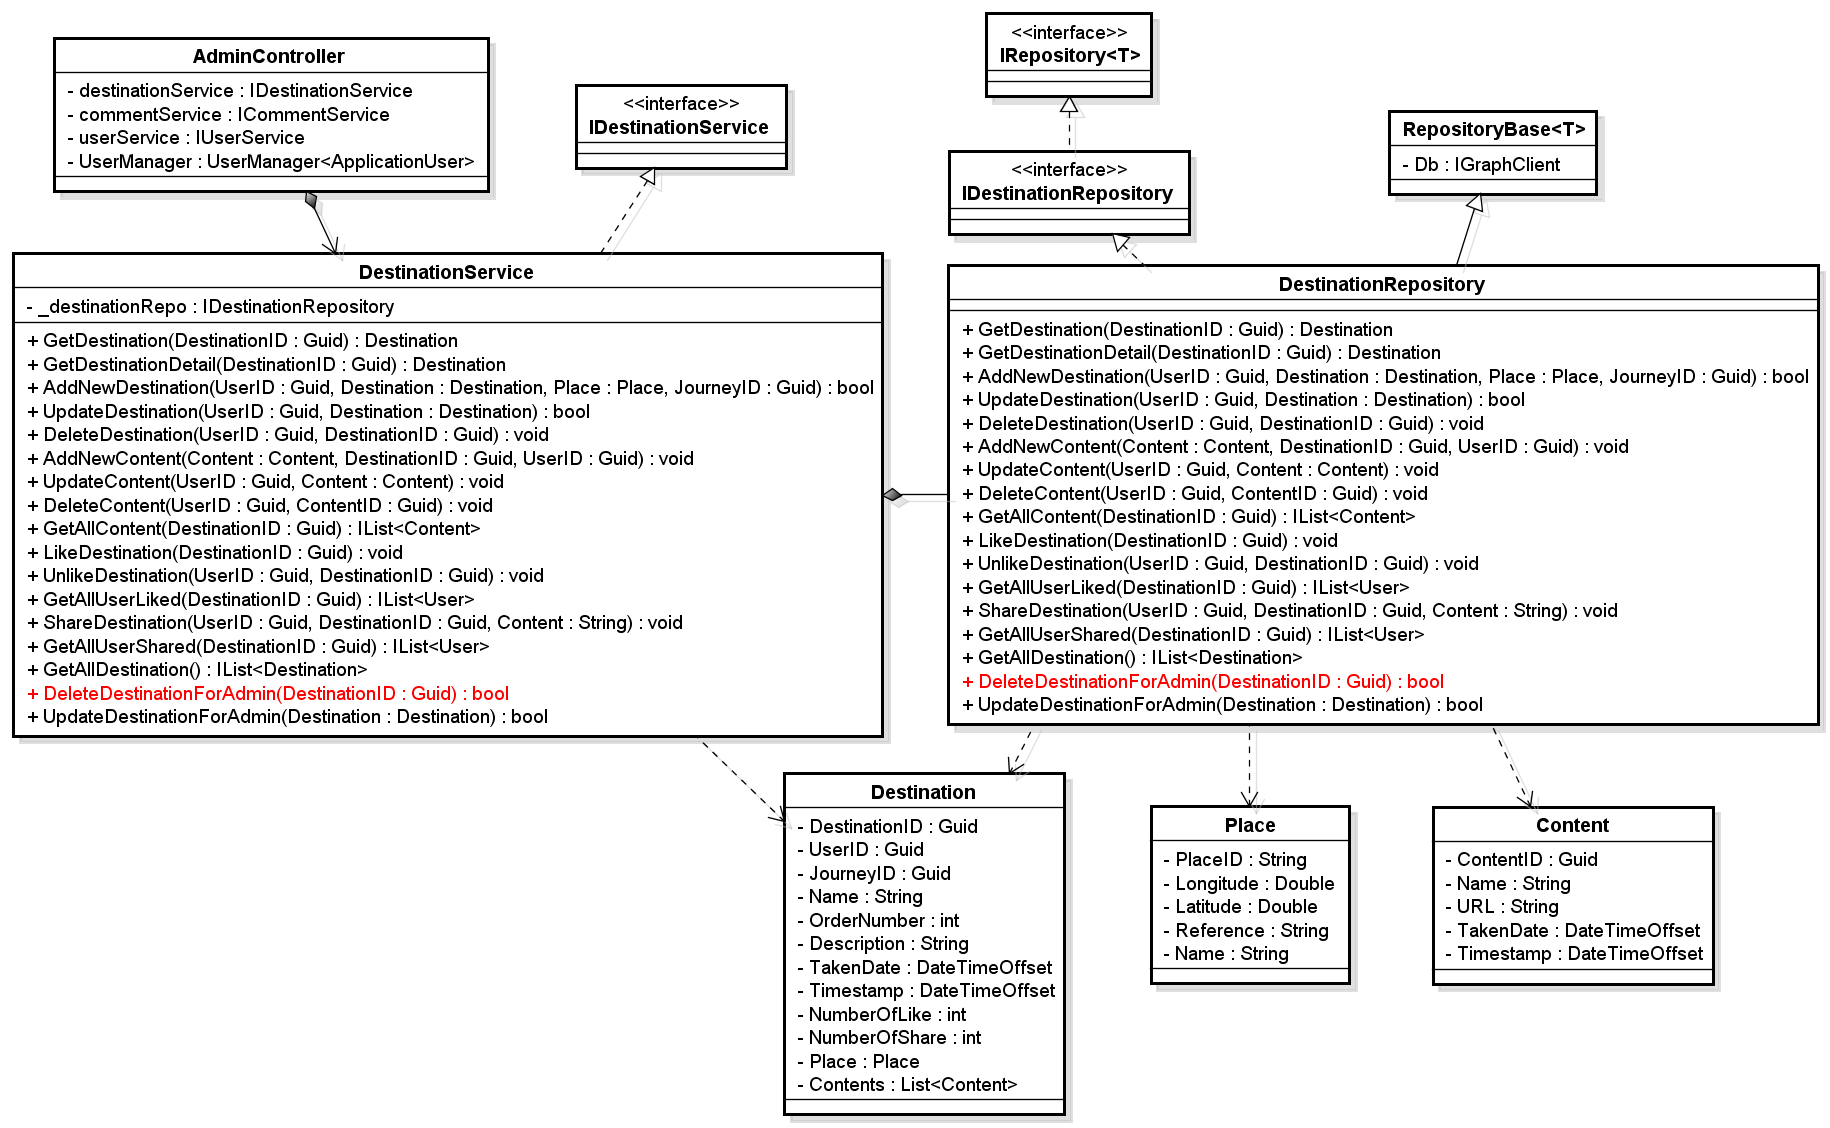 AdminController
- destinationService : IDestinationService
- commentService : ICommentService
- userService : IUserService
- UserManager : UserManager<ApplicationUser>
<<interface>>
IDestinationService
<<interface>>
IRepository<T>
<<interface>>
IDestinationRepository
RepositoryBase<T>
- Db : IGraphClient
DestinationService
- _destinationRepo : IDestinationRepository
+ GetDestination(DestinationID : Guid) : Destination
+ GetDestinationDetail(DestinationID : Guid) : Destination
+ AddNewDestination(UserID : Guid, Destination : Destination, Place : Place, JourneyID : Guid) : bool
+ UpdateDestination(UserID : Guid, Destination : Destination) : bool
+ DeleteDestination(UserID : Guid, DestinationID : Guid) : void
+ AddNewContent(Content : Content, DestinationID : Guid, UserID : Guid) : void
+ UpdateContent(UserID : Guid, Content : Content) : void
+ DeleteContent(UserID : Guid, ContentID : Guid) : void
+ GetAllContent(DestinationID : Guid) : IList<Content>
+ LikeDestination(DestinationID : Guid) : void
+ UnlikeDestination(UserID : Guid, DestinationID : Guid) : void
+ GetAllUserLiked(DestinationID : Guid) : IList<User>
+ ShareDestination(UserID : Guid, DestinationID : Guid, Content : String) : void
+ GetAllUserShared(DestinationID : Guid) : IList<User>
+ GetAllDestination() : IList<Destination>
+ DeleteDestinationForAdmin(DestinationID : Guid) : bool
+ UpdateDestinationForAdmin(Destination : Destination) : bool
DestinationRepository
+ GetDestination(DestinationID : Guid) : Destination
+ GetDestinationDetail(DestinationID : Guid) : Destination
+ AddNewDestination(UserID : Guid, Destination : Destination, Place : Place, JourneyID : Guid) : bool
+ UpdateDestination(UserID : Guid, Destination : Destination) : bool
+ DeleteDestination(UserID : Guid, DestinationID : Guid) : void
+ AddNewContent(Content : Content, DestinationID : Guid, UserID : Guid) : void
+ UpdateContent(UserID : Guid, Content : Content) : void
+ DeleteContent(UserID : Guid, ContentID : Guid) : void
+ GetAllContent(DestinationID : Guid) : IList<Content>
+ LikeDestination(DestinationID : Guid) : void
+ UnlikeDestination(UserID : Guid, DestinationID : Guid) : void
+ GetAllUserLiked(DestinationID : Guid) : IList<User>
+ ShareDestination(UserID : Guid, DestinationID : Guid, Content : String) : void
+ GetAllUserShared(DestinationID : Guid) : IList<User>
+ GetAllDestination() : IList<Destination>
+ DeleteDestinationForAdmin(DestinationID : Guid) : bool
+ UpdateDestinationForAdmin(Destination : Destination) : bool
Destination
- DestinationID : Guid
- UserID : Guid
- JourneyID : Guid
- Name : String
- OrderNumber : int
- Description : String
- TakenDate : DateTimeOffset
- Timestamp : DateTimeOffset
- NumberOfLike : int
- NumberOfShare : int
- Place : Place
- Contents : List<Content>
Place
- PlaceID : String
- Longitude : Double
- Latitude : Double
- Reference : String
- Name : String
Content
- ContentID : Guid
- Name : String
- URL : String
- TakenDate : DateTimeOffset
- Timestamp : DateTimeOffset